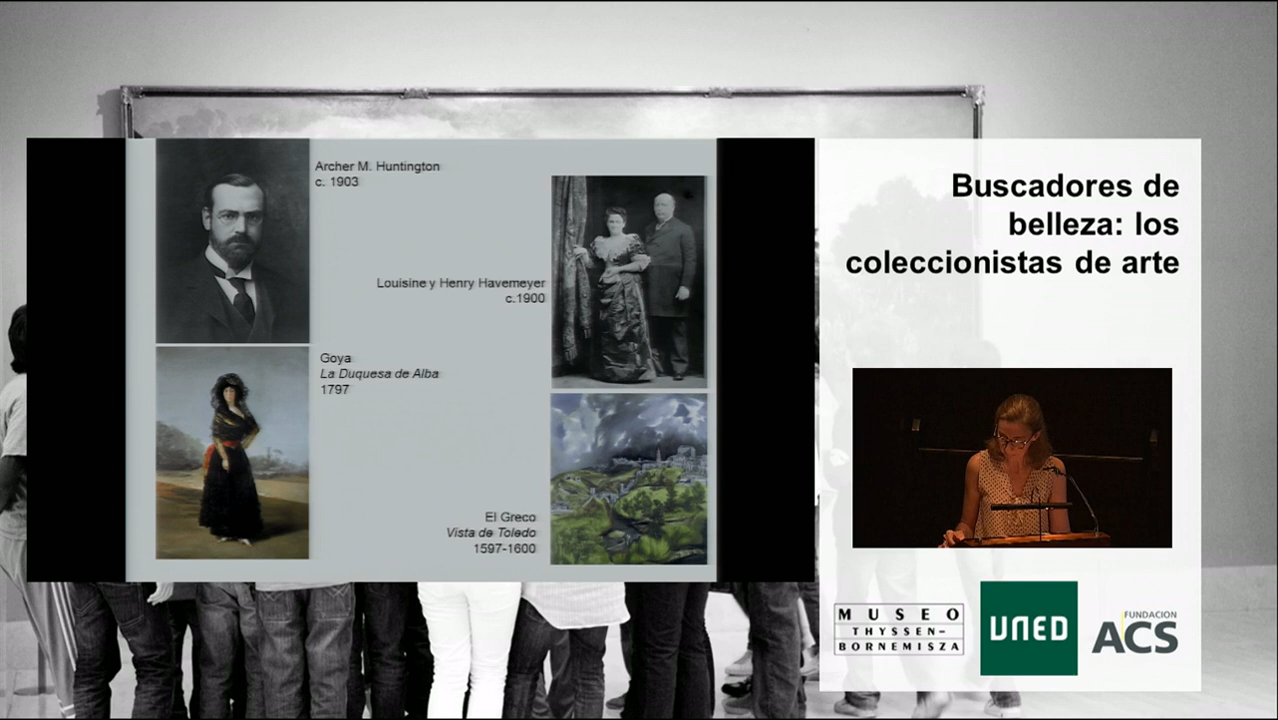 Archer M. Huntington
c. 1903
Louisine y Henry Havemeyer
c.1900
Goya
La Duquesa de Alba
1797
El Greco
Vista de Toledo
1597-1600
Buscadores de
belleza: los
coleccionistas de arte
MUSEO
THYSSEN-
BORNEMISZA
UNED
FUNDACIÓN
ACS